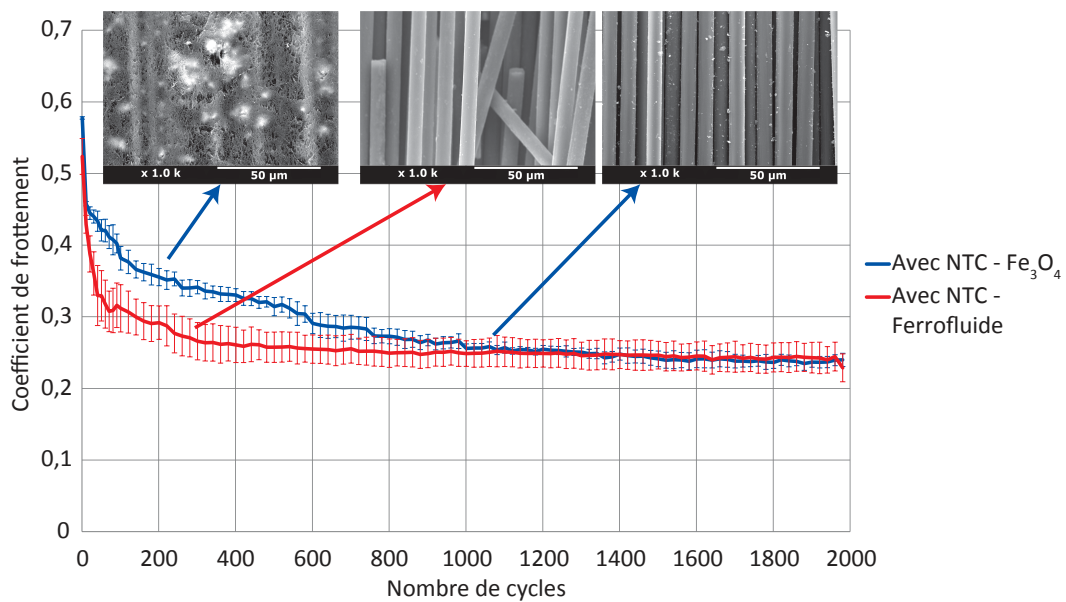 0,7
0,6
0,5
0,4
0,3
0,2
0,1
0
Coefficient de frottement
x 1.0 k 50 µm
x 1.0 k 50 µm
x 1.0 k 50 µm
Avec NTC - Fe₃O₄
Avec NTC -
Ferrofluide
0 200 400 600 800 1000 1200 1400 1600 1800 2000
Nombre de cycles